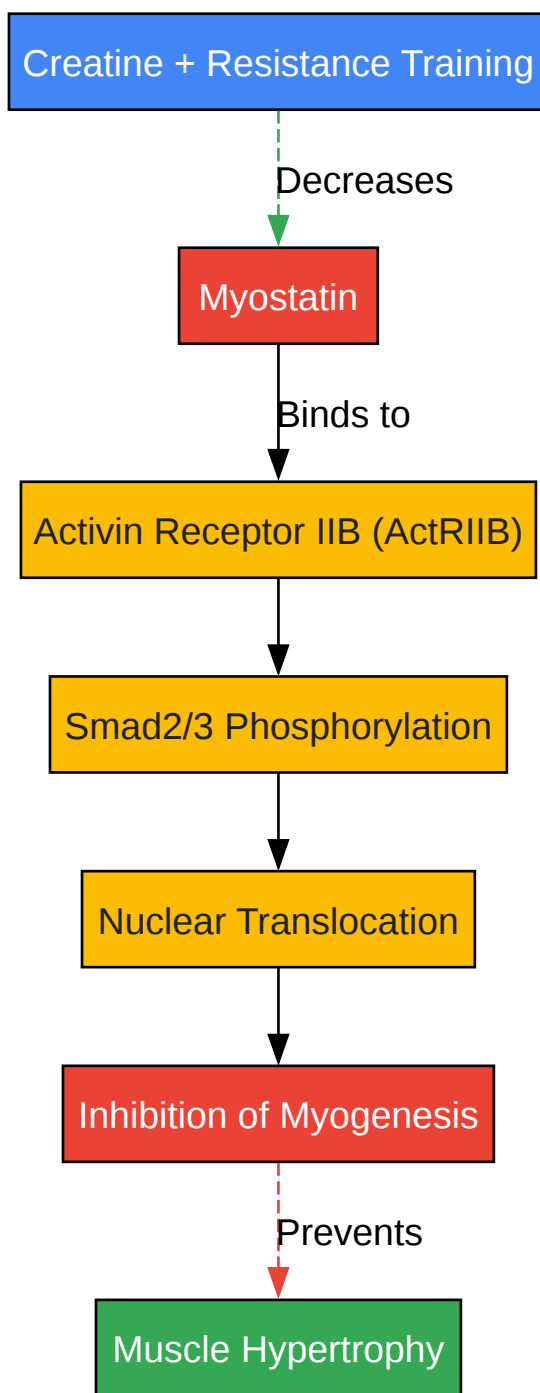 Creatine + Resistance Training
Decreases
Myostatin
Binds to
Activin Receptor IIB (ActRIIB)
Smad2/3 Phosphorylation
Nuclear Translocation
Inhibition of Myogenesis
Prevents
Muscle Hypertrophy